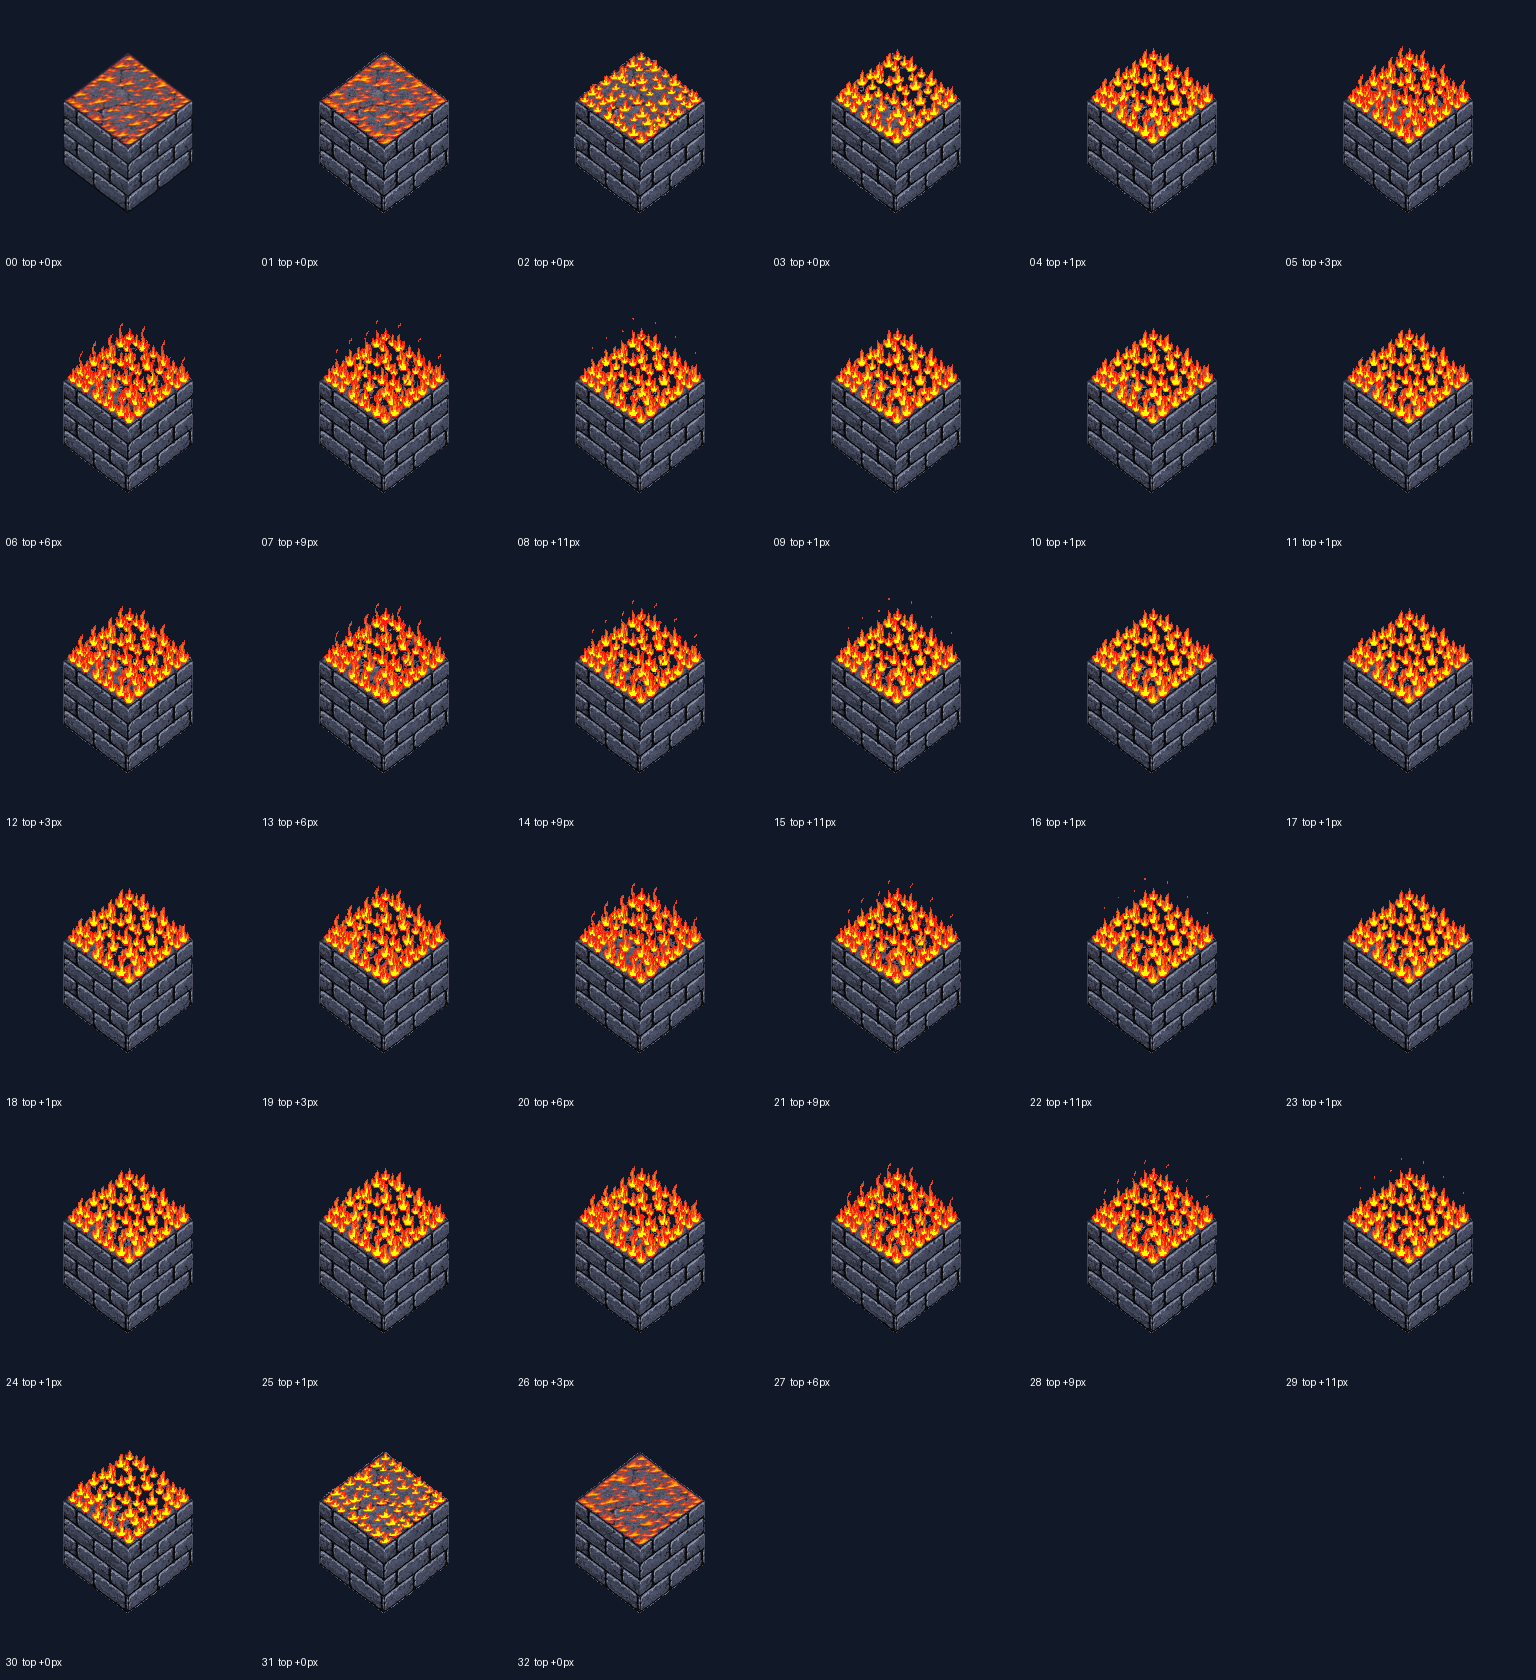 00 top +0px
01 top +0px
02 top +0px
03 top +0px
04 top +1px
05 top +3px
06 top +6px
07 top +9px
08 top +11px
09 top +1px
10 top +1px
11 top +1px
12 top +3px
13 top +6px
14 top +9px
15 top +11px
16 top +1px
17 top +1px
18 top +1px
19 top +3px
20 top +6px
21 top +9px
22 top +11px
23 top +1px
24 top +1px
25 top +1px
26 top +3px
27 top +6px
28 top +9px
29 top +11px
30 top +0px
31 top +0px
32 top +0px